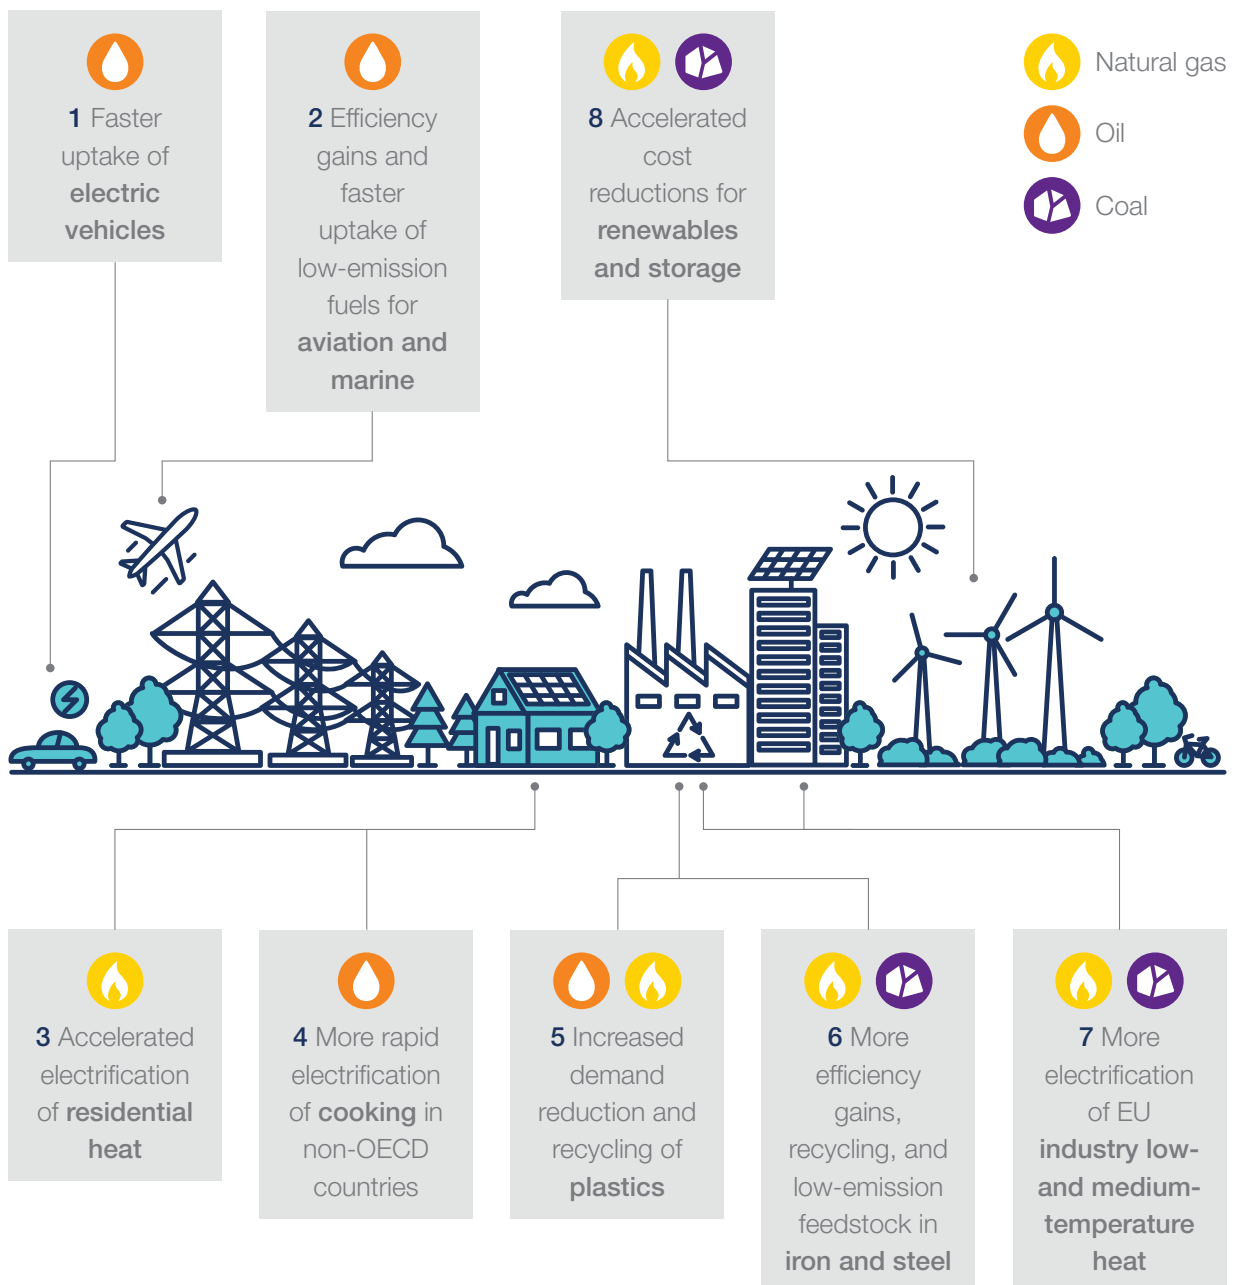 1 Faster
uptake of
electric
vehicles
2 Efficiency
gains and
faster
uptake of
low-emission
fuels for
aviation and
marine
8 Accelerated
cost
reductions for
renewables
and storage
Natural gas
Oil
Coal
3 Accelerated
electrification
of residential
heat
4 More rapid
electrification
of cooking in
non-OECD
countries
5 Increased
demand
reduction and
recycling of
plastics
6 More
efficiency
gains,
recycling, and
low-emission
feedstock in
iron and steel
7 More
electrification
of EU
industry low-
and medium-
temperature
heat